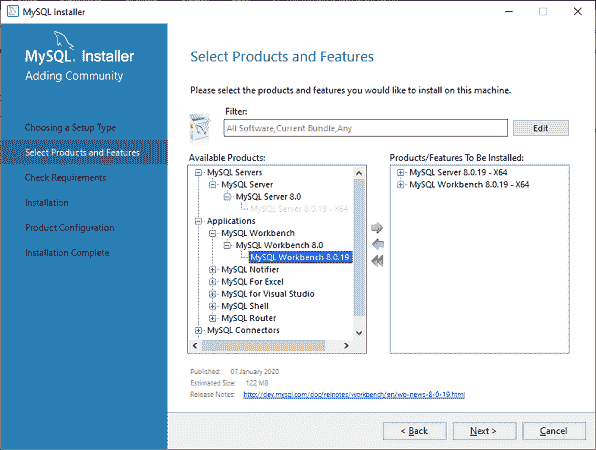 MySQL Installer
MySQL. Installer
Adding Community
Choosing a Setup Type
Select Products and Features
Check Requirements
Installation
Product Configuration
Installation Complete
Select Products and Features
Please select the products and features you would like to install on this machine.
Filter:
All Software,Current Bundle,Any
Edit
Available Products:
MySQL Servers
MySQL Server
MySQL Server 8.0
MySQL Server 8.0.19 - X64
Applications
MySQL Workbench
MySQL Workbench 8.0
MySQL Workbench 8.0.19
MySQL Notifier
MySQL For Excel
MySQL for Visual Studio
MySQL Shell
MySQL Router
MySQL Connectors
Products/Features To Be Installed:
MySQL Server 8.0.19 - X64
MySQL Workbench 8.0.19 - X64
Published: 07 January 2020
Estimated Size: 122 MB
Release Notes: http://dev.mysql.com/doc/relnotes/workbench/en/wb-news-8-0-19.html
< Back
Next >
Cancel